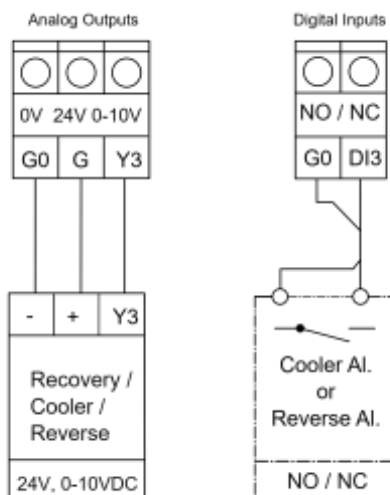 Analog Outputs
0V 24V 0-10V
G0 G Y3
- + Y3
Recovery /
Cooler /
Reverse
24V, 0-10VDC
Digital Inputs
NO / NC
G0 DI3
Cooler Al.
or
Reverse Al.
NO / NC